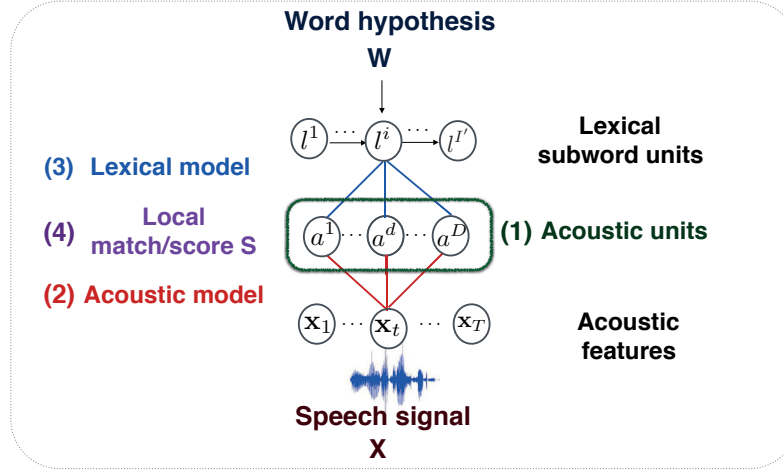 Word hypothesis
W
l^1 ··· l^i ··· l^{I'}
Lexical
subword units
(3) Lexical model
(4) Local
match/score S
a^1 ··· a^d ··· a^D
(1) Acoustic units
(2) Acoustic model
x_1 ··· x_t ··· x_T
Acoustic
features
Speech signal
X